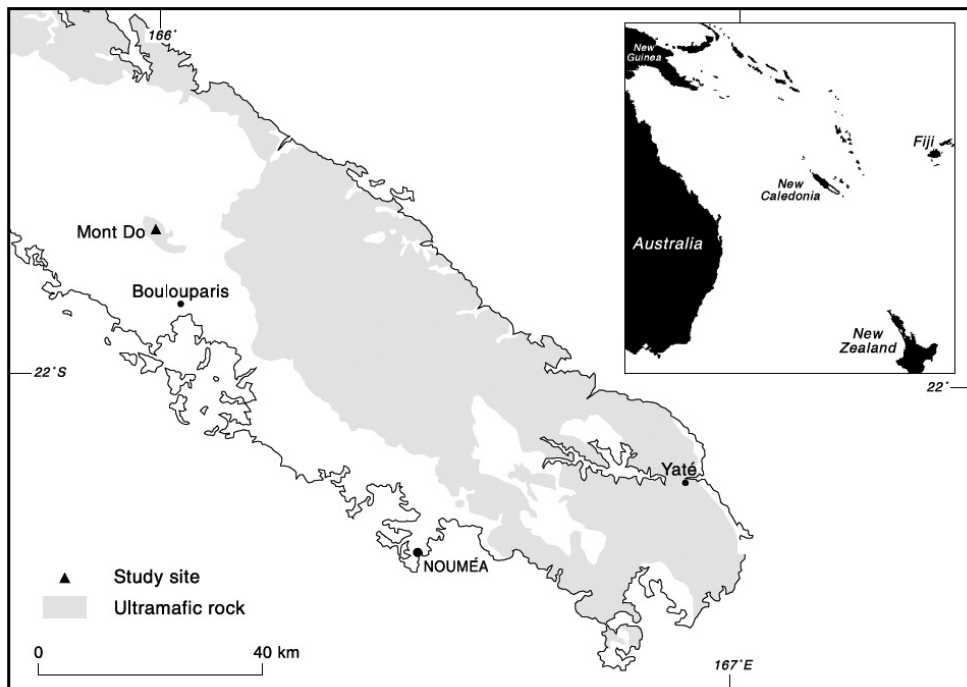 166°
New
Guinea
Fiji
New
Caledonia
Australia
New
Zealand
Mont Do
Boulouparis
22°S
22°
Yaté
NOUMÉA
Study site
Ultramafic rock
0
40 km
167°E